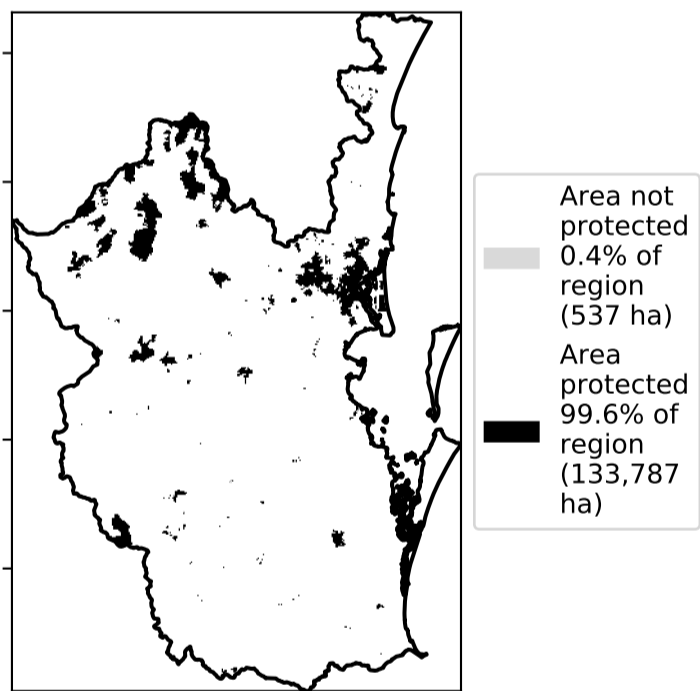 Area not
protected
0.4% of
region
(537 ha)
Area
protected
99.6% of
region
(133,787
ha)